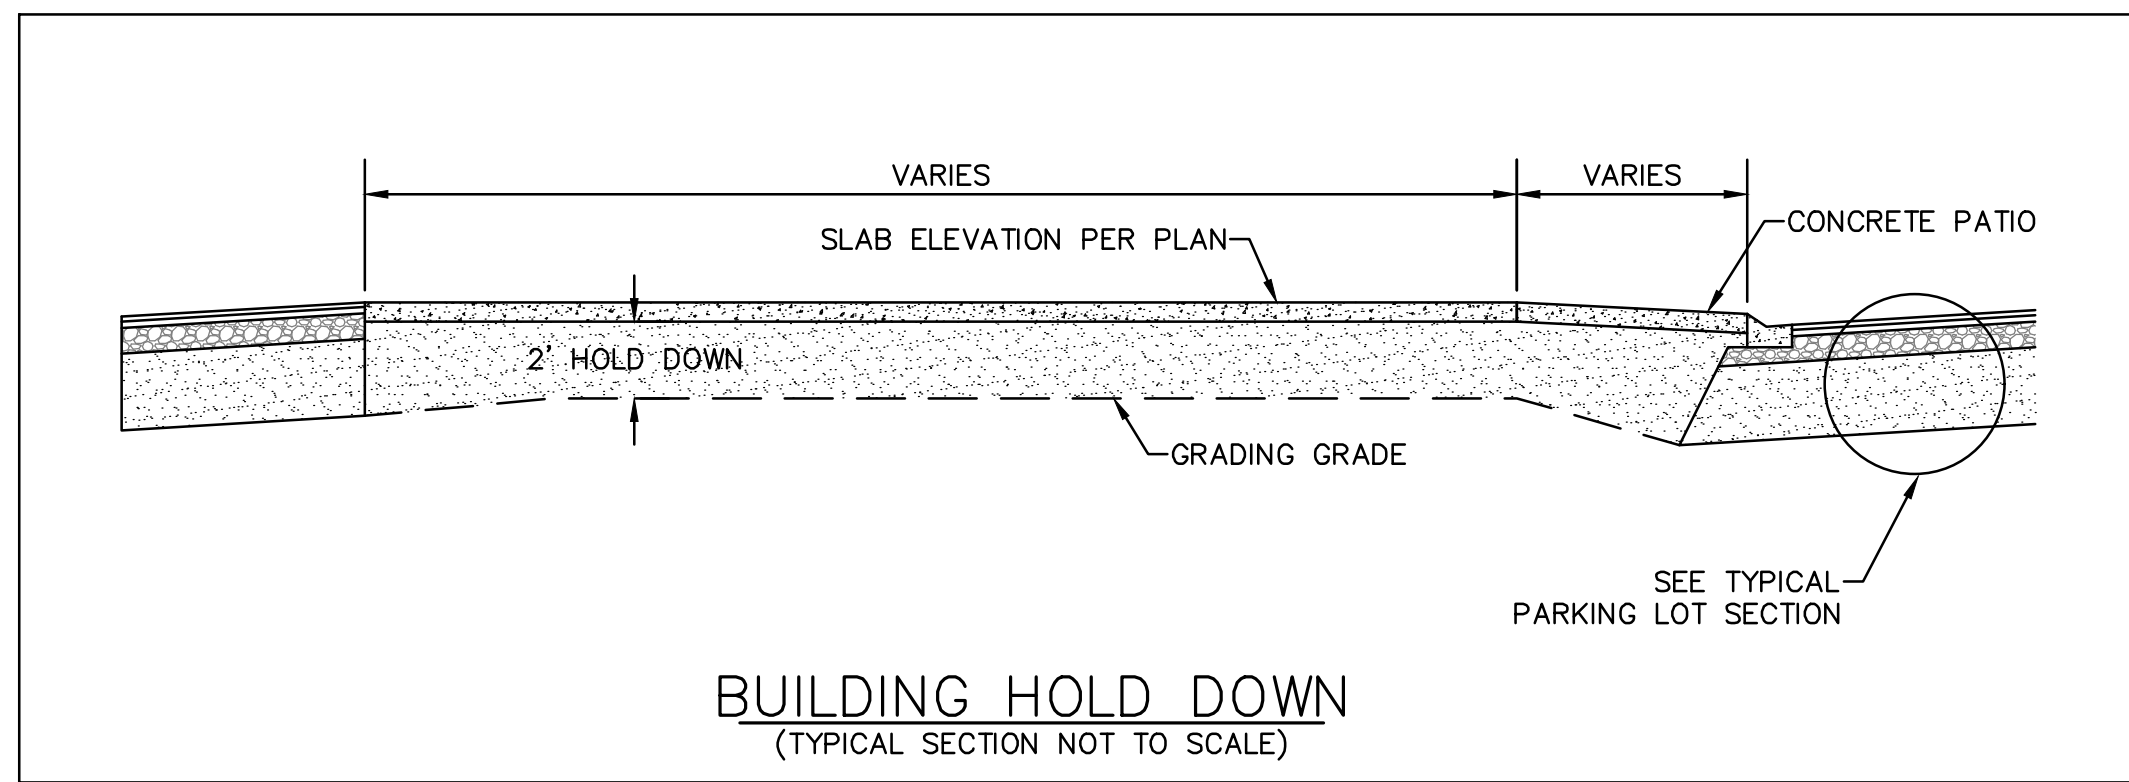 VARIES
VARIES
CONCRETE PATIO
SLAB ELEVATION PER PLAN
2' HOLD DOWN
GRADING GRADE
SEE TYPICAL
PARKING LOT SECTION
BUILDING HOLD DOWN
(TYPICAL SECTION NOT TO SCALE)